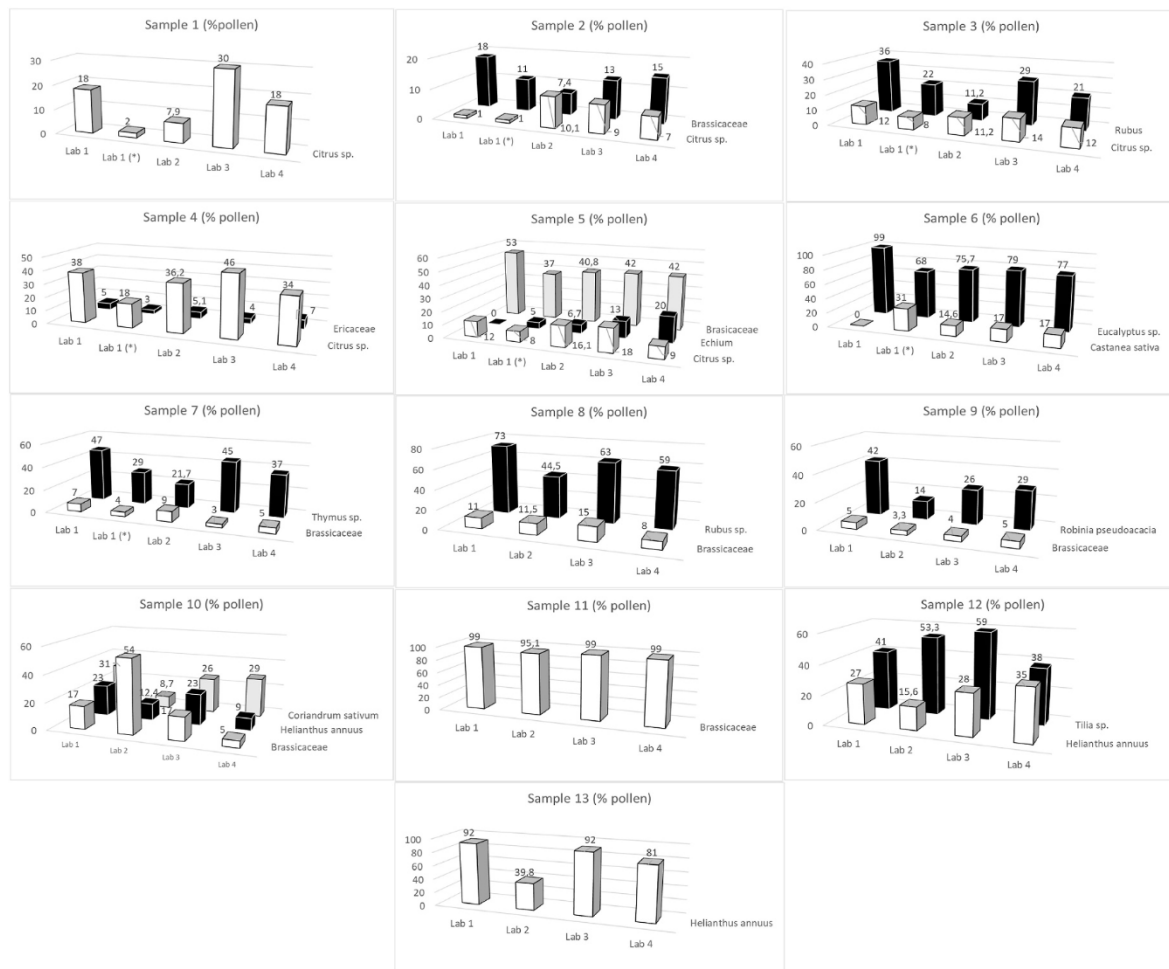 Sample 1 (%pollen)
30
20
10
0
18
2
7,9
30
18
Lab 1
Lab 1 (*)
Lab 2
Lab 3
Lab 4
Citrus sp.
Sample 2 (% pollen)
20
10
0
18
11
7,4
13
15
1
1
10,1
9
7
Lab 1
Lab 1 (*)
Lab 2
Lab 3
Lab 4
Brassicaceae
Citrus sp.
Sample 3 (% pollen)
40
30
20
10
0
36
22
11,2
29
21
12
8
11,2
14
12
Lab 1
Lab 1 (*)
Lab 2
Lab 3
Lab 4
Rubus
Citrus sp.
Sample 4 (% pollen)
50
40
30
20
10
0
38
18
36,2
46
34
5
3
5,1
4
7
Lab 1
Lab 1 (*)
Lab 2
Lab 3
Lab 4
Ericaceae
Citrus sp.
Sample 5 (% pollen)
60
50
40
30
20
10
0
53
37
40,8
42
42
0
5
6,7
13
20
12
8
16,1
18
9
Lab 1
Lab 1 (*)
Lab 2
Lab 3
Lab 4
Brasicaceae
Echium
Citrus sp.
Sample 6 (% pollen)
100
80
60
40
20
0
99
68
75,7
79
77
0
31
14,6
17
17
Lab 1
Lab 1 (*)
Lab 2
Lab 3
Lab 4
Eucalyptus sp.
Castanea sativa
Sample 7 (% pollen)
60
40
20
0
47
29
21,7
45
37
7
4
9
3
5
Lab 1
Lab 1 (*)
Lab 2
Lab 3
Lab 4
Thymus sp.
Brassicaceae
Sample 8 (% pollen)
80
60
40
20
0
73
44,5
63
59
11
11,5
15
8
Lab 1
Lab 2
Lab 3
Lab 4
Rubus sp.
Brassicaceae
Sample 9 (% pollen)
60
40
20
0
42
14
26
29
5
3,3
4
5
Lab 1
Lab 2
Lab 3
Lab 4
Robinia pseudoacacia
Brassicaceae
Sample 10 (% pollen)
60
40
20
0
31
8,7
26
29
23
12,4
23
9
17
54
5
Lab 1
Lab 2
Lab 3
Lab 4
Coriandrum sativum
Helianthus annuus
Brassicaceae
Sample 11 (% pollen)
100
80
60
40
20
0
99
95,1
99
99
Lab 1
Lab 2
Lab 3
Lab 4
Brassicaceae
Sample 12 (% pollen)
60
40
20
0
41
53,3
59
38
27
15,6
28
35
Lab 1
Lab 2
Lab 3
Lab 4
Tilia sp.
Helianthus annuus
Sample 13 (% pollen)
100
80
60
40
20
0
92
39,8
92
81
Lab 1
Lab 2
Lab 3
Lab 4
Helianthus annuus